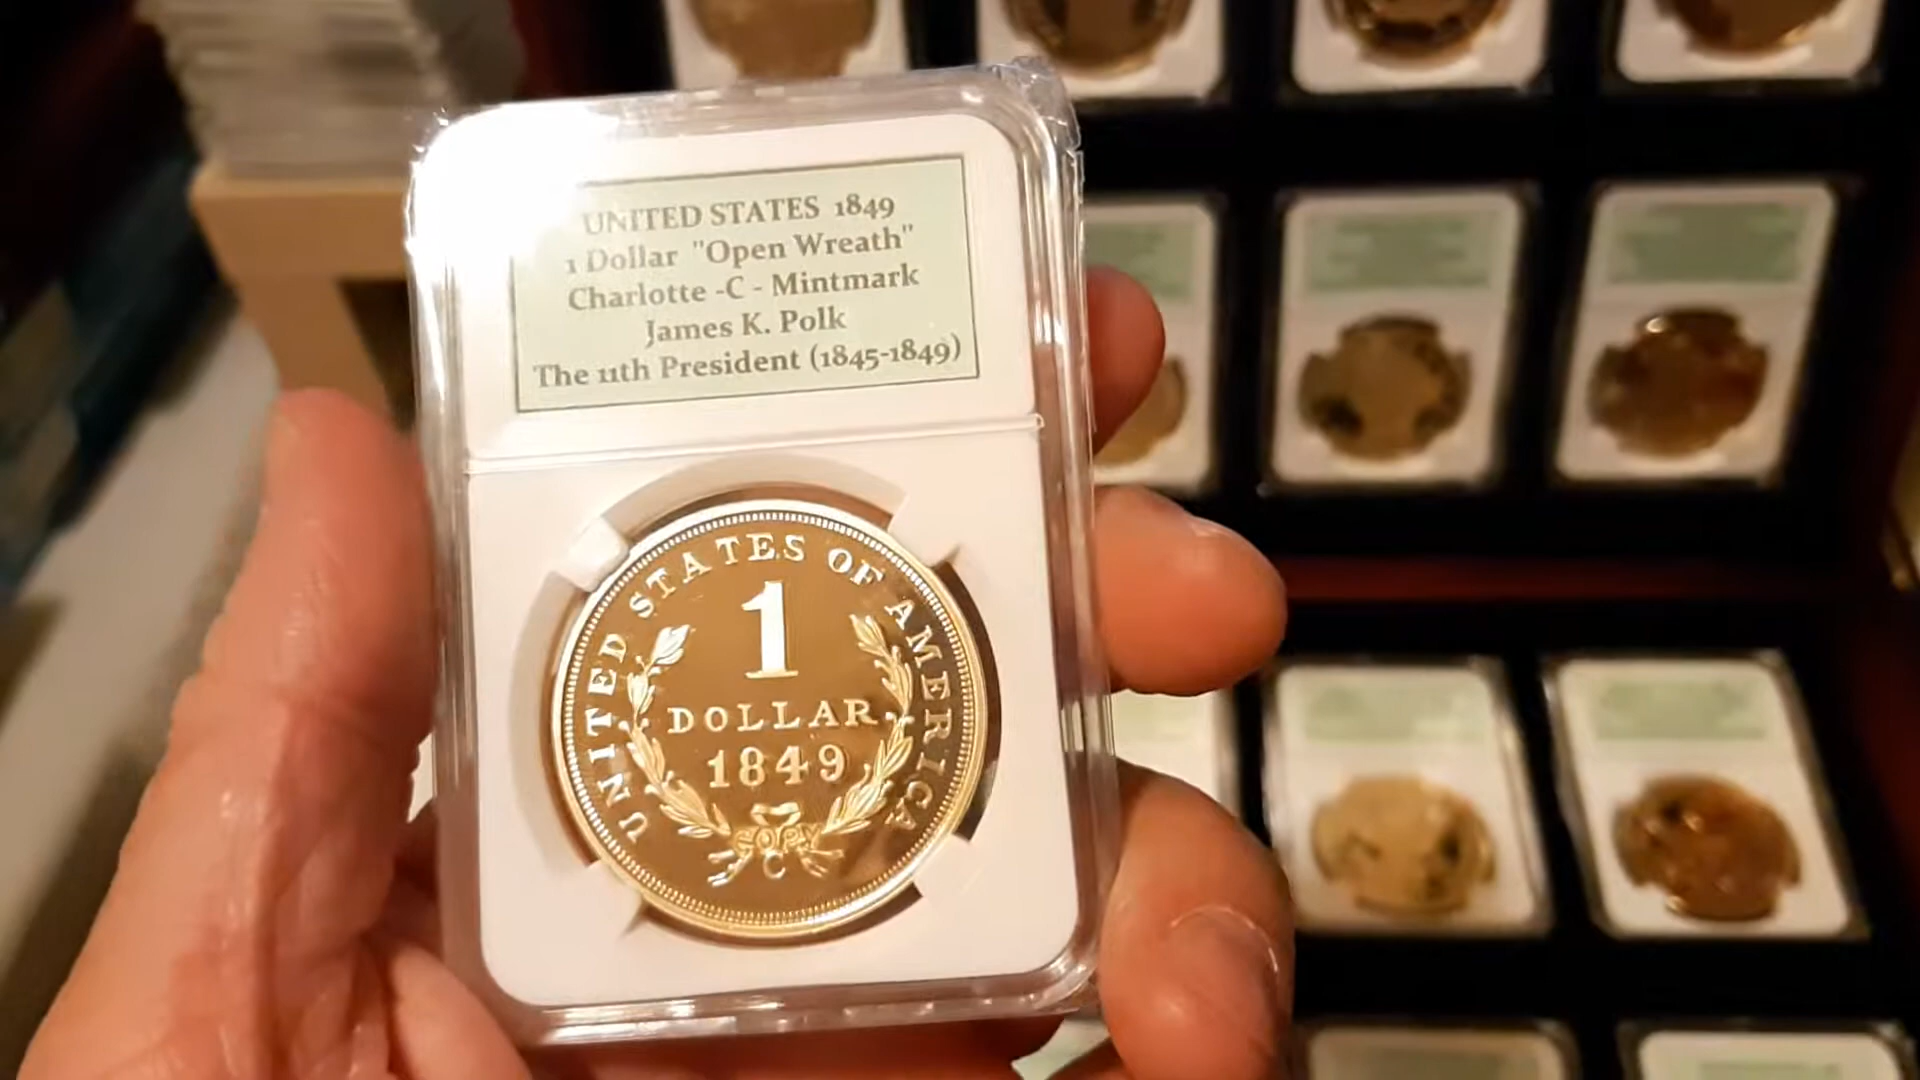 UNITED STATES 1849
1 Dollar "Open Wreath"
Charlotte -C - Mintmark
James K. Polk
The 11th President (1845-1849)
UNITED STATES OF AMERICA
1
DOLLAR
1849
COPY
C